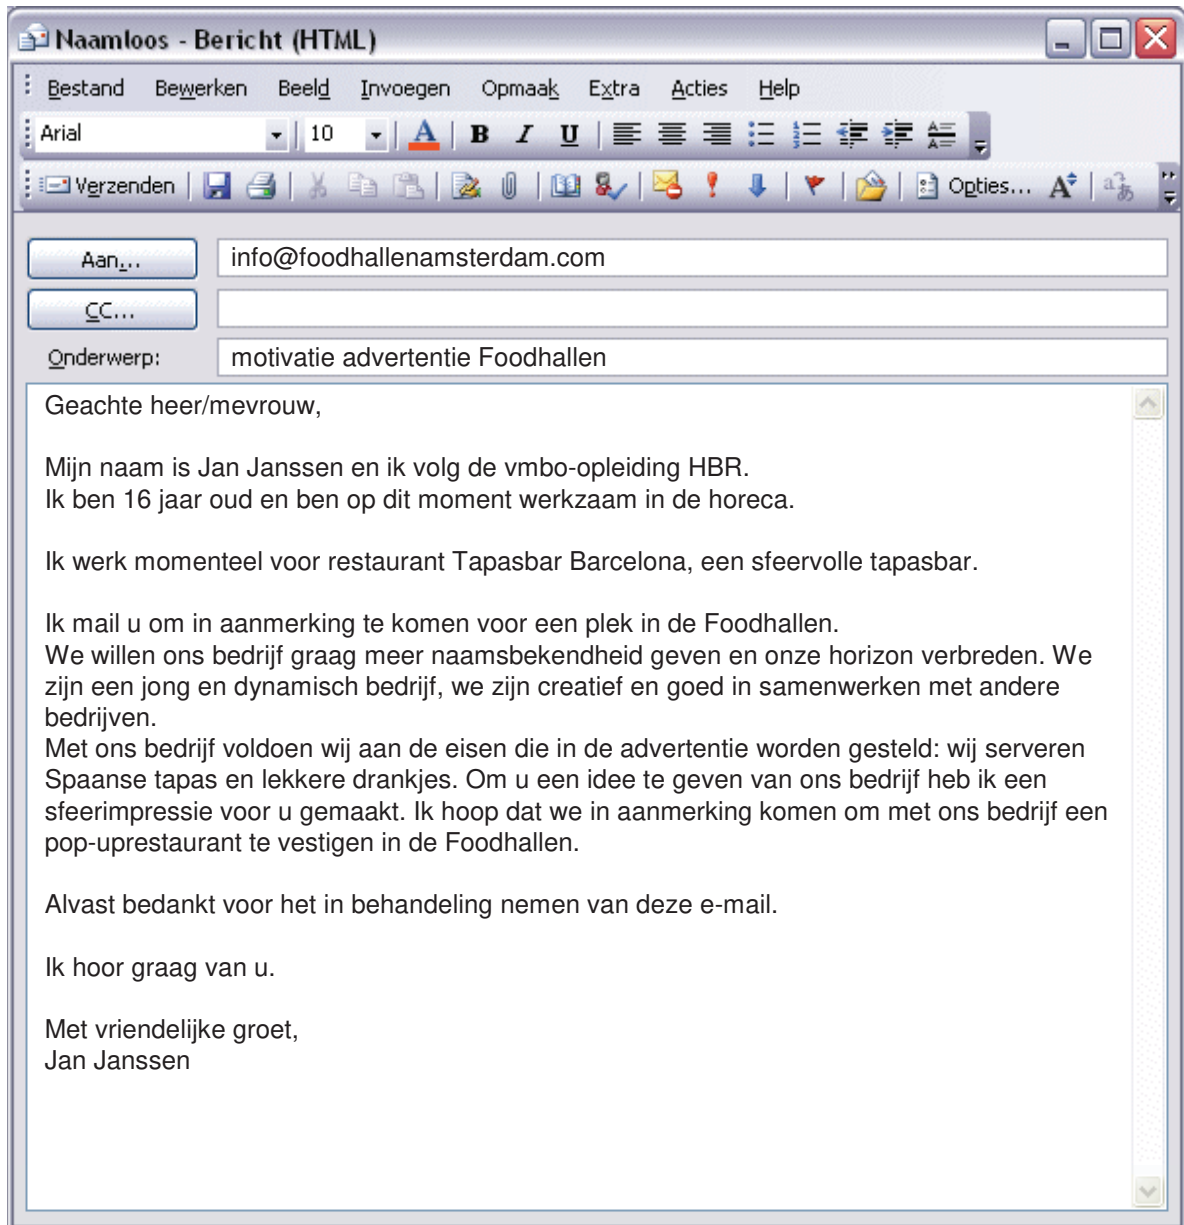 Naamloos - Bericht (HTML)
Bestand Bewerken Beeld Invoegen Opmaak Extra Acties Help
Arial 10 A B I U
Verzenden Opties...
Aan... info@foodhallenamsterdam.com
CC...
Onderwerp: motivatie advertentie Foodhallen
Geachte heer/mevrouw,
Mijn naam is Jan Janssen en ik volg de vmbo-opleiding HBR.
Ik ben 16 jaar oud en ben op dit moment werkzaam in de horeca.
Ik werk momenteel voor restaurant Tapasbar Barcelona, een sfeervolle tapasbar.
Ik mail u om in aanmerking te komen voor een plek in de Foodhallen.
We willen ons bedrijf graag meer naamsbekendheid geven en onze horizon verbreden. We
zijn een jong en dynamisch bedrijf, we zijn creatief en goed in samenwerken met andere
bedrijven.
Met ons bedrijf voldoen wij aan de eisen die in de advertentie worden gesteld: wij serveren
Spaanse tapas en lekkere drankjes. Om u een idee te geven van ons bedrijf heb ik een
sfeerimpressie voor u gemaakt. Ik hoop dat we in aanmerking komen om met ons bedrijf een
pop-uprestaurant te vestigen in de Foodhallen.
Alvast bedankt voor het in behandeling nemen van deze e-mail.
Ik hoor graag van u.
Met vriendelijke groet,
Jan Janssen